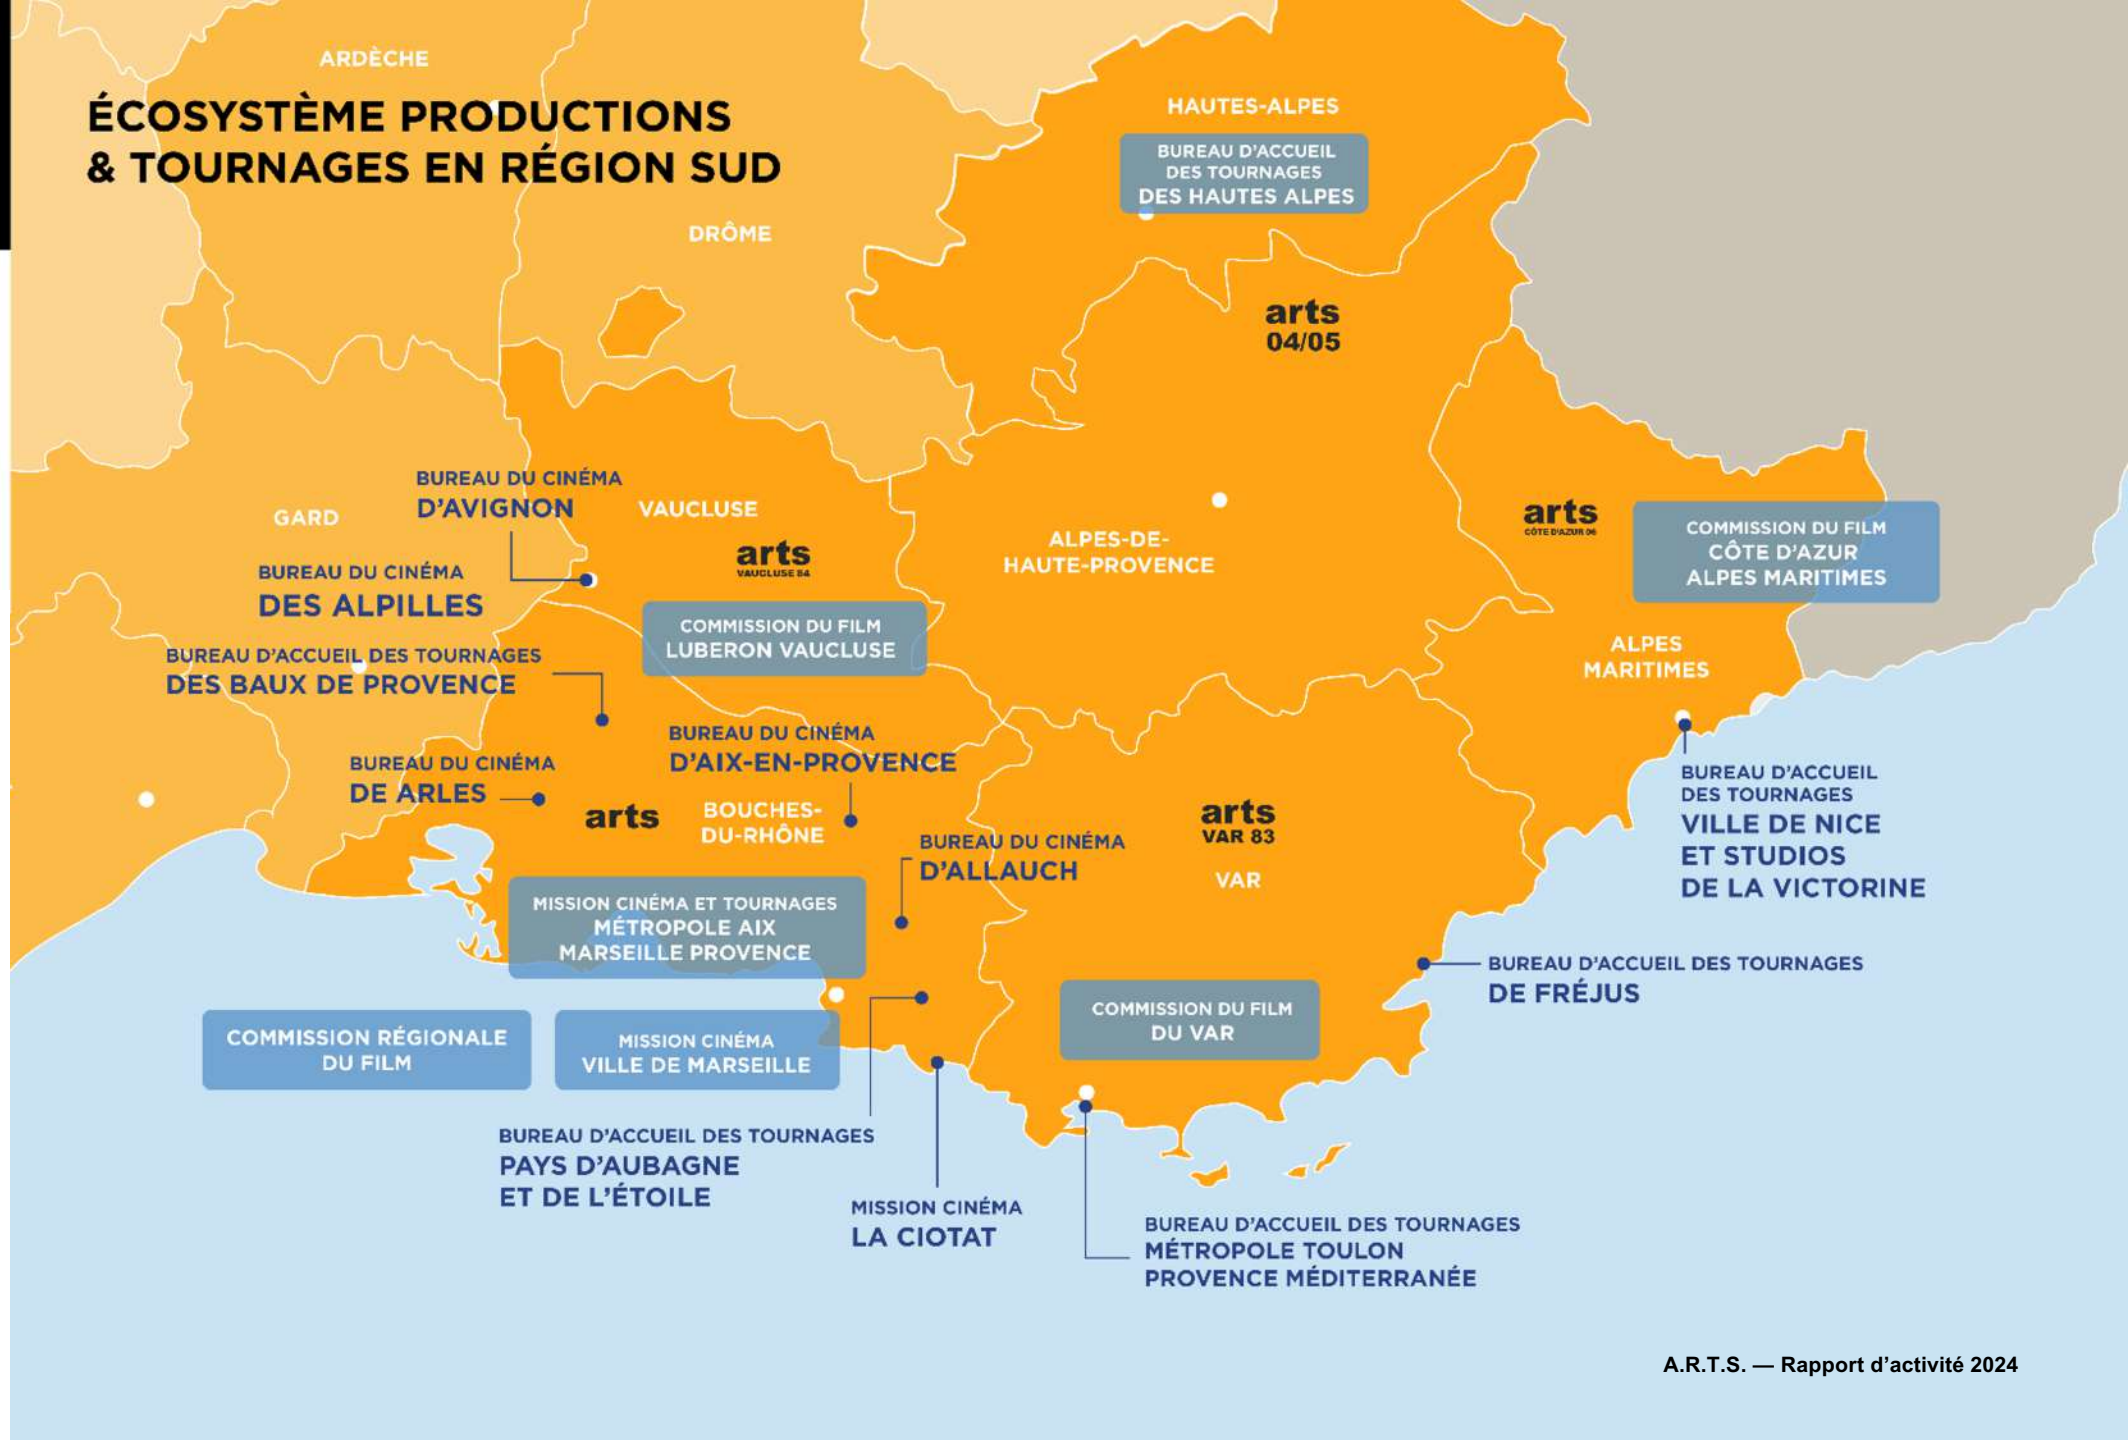 ARDÈCHE
ÉCOSYSTÈME PRODUCTIONS
& TOURNAGES EN RÉGION SUD
DRÔME
HAUTES-ALPES
BUREAU D'ACCUEIL
DES TOURNAGES
DES HAUTES ALPES
arts
04/05
BUREAU DU CINÉMA
D'AVIGNON
GARD
VAUCLUSE
arts
VAUCLUSE 84
BUREAU DU CINÉMA
DES ALPILLES
COMMISSION DU FILM
LUBERON VAUCLUSE
ALPES-DE-
HAUTE-PROVENCE
arts
CÔTE D'AZUR 06
COMMISSION DU FILM
CÔTE D'AZUR
ALPES MARITIMES
ALPES
MARITIMES
BUREAU D'ACCUEIL DES TOURNAGES
DES BAUX DE PROVENCE
BUREAU DU CINÉMA
D'AIX-EN-PROVENCE
BUREAU DU CINÉMA
DE ARLES
arts
BOUCHES-
DU-RHÔNE
BUREAU DU CINÉMA
D'ALLAUCH
arts
VAR 83
VAR
BUREAU D'ACCUEIL
DES TOURNAGES
VILLE DE NICE
ET STUDIOS
DE LA VICTORINE
MISSION CINÉMA ET TOURNAGES
MÉTROPOLE AIX
MARSEILLE PROVENCE
BUREAU D'ACCUEIL DES TOURNAGES
DE FRÉJUS
COMMISSION RÉGIONALE
DU FILM
MISSION CINÉMA
VILLE DE MARSEILLE
COMMISSION DU FILM
DU VAR
BUREAU D'ACCUEIL DES TOURNAGES
PAYS D'AUBAGNE
ET DE L'ÉTOILE
MISSION CINÉMA
LA CIOTAT
BUREAU D'ACCUEIL DES TOURNAGES
MÉTROPOLE TOULON
PROVENCE MÉDITERRANÉE
A.R.T.S. — Rapport d'activité 2024